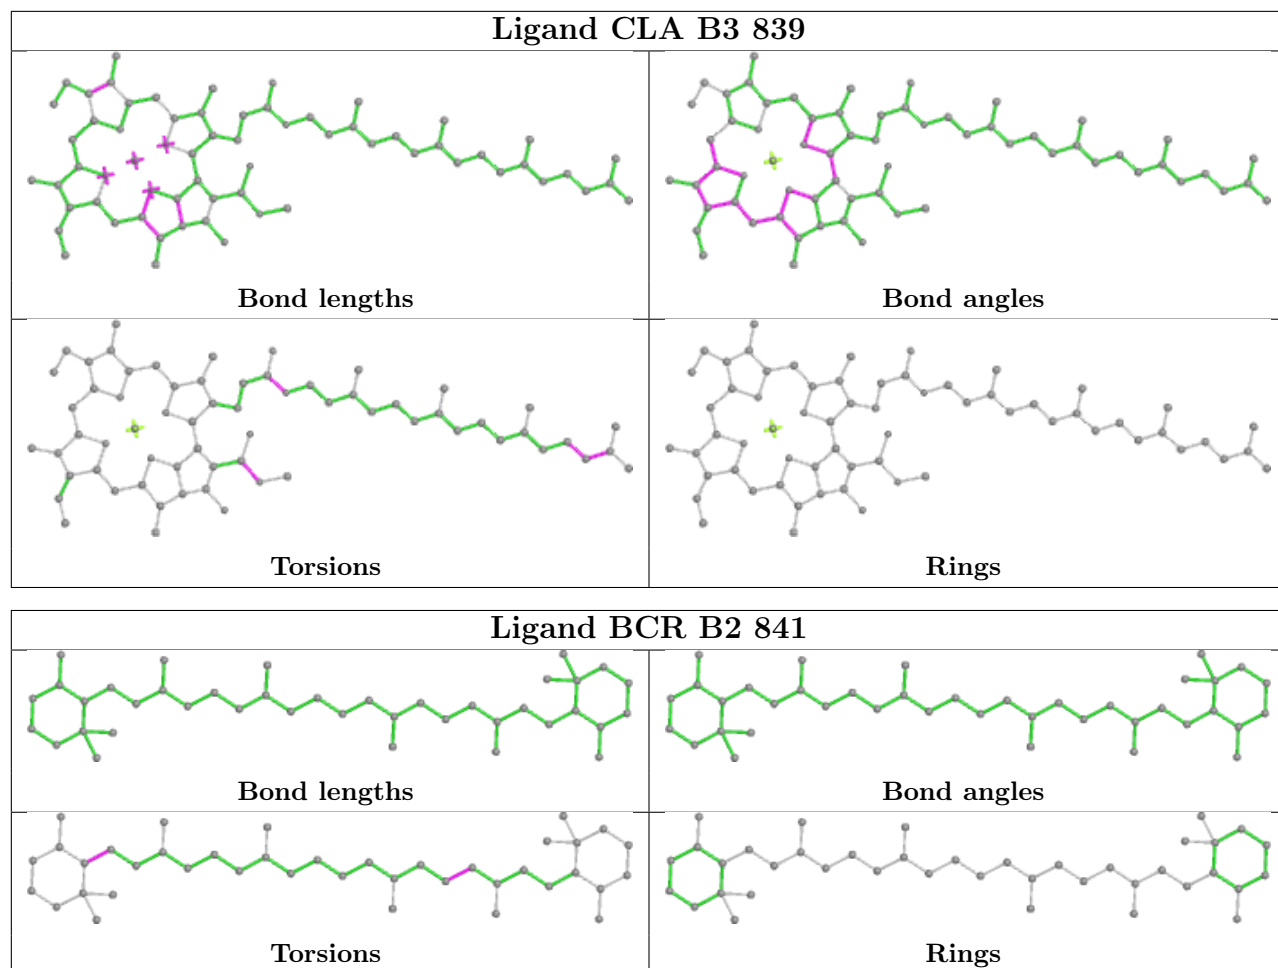 Ligand CLA B3 839
Bond lengths
Bond angles
Torsions
Rings
Ligand BCR B2 841
Bond lengths
Bond angles
Torsions
Rings